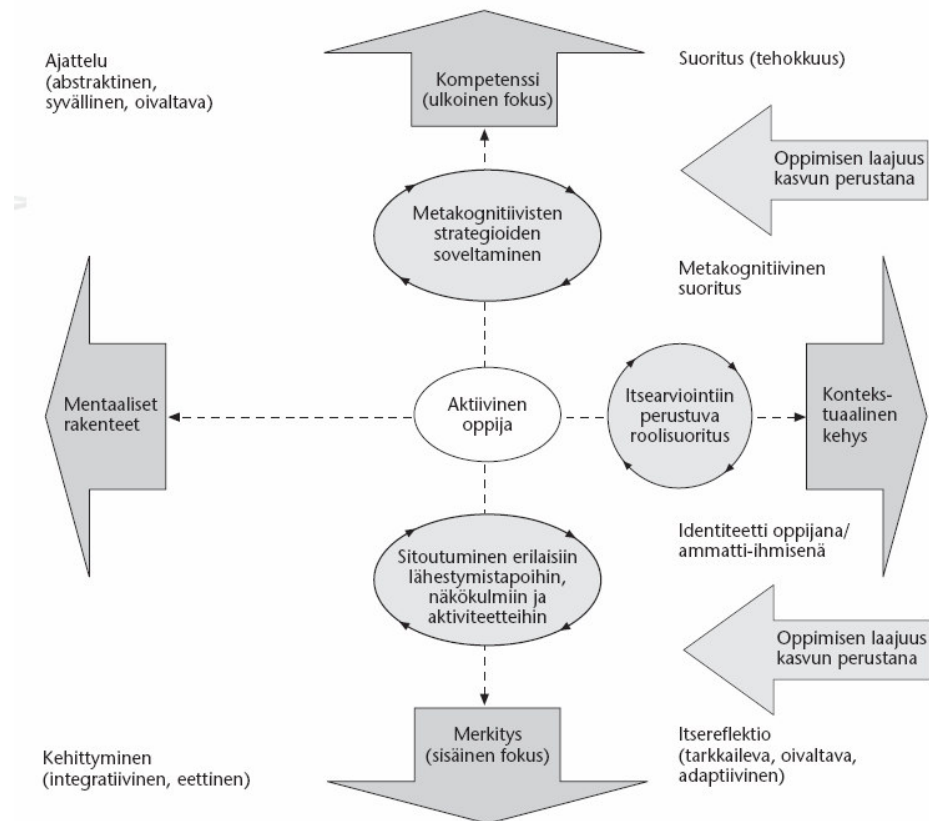 Ajattelu
(abstraktinen,
syvällinen, oivaltava)
Kompetenssi
(ulkoinen fokus)
Suoritus (tehokkuus)
Oppimisen laajuus
kasvun perustana
Metakognitiivisten
strategioiden
soveltaminen
Metakognitiivinen
suoritus
Mentaaliset
rakenteet
Aktiivinen
oppija
Itsearviointiin
perustuva
roolisuoritus
Konteks-
tuaalinen
kehys
Sitoutuminen erilaisiin
lähestymistapoihin,
näkökulmiin ja
aktiviteetteihin
Identiteetti oppijana/
ammatti-ihmisenä
Oppimisen laajuus
kasvun perustana
Merkitys
(sisäinen fokus)
Kehittyminen
(integratiivinen, eettinen)
Itsereflektio
(tarkkaileva, oivaltava,
adaptiivinen)